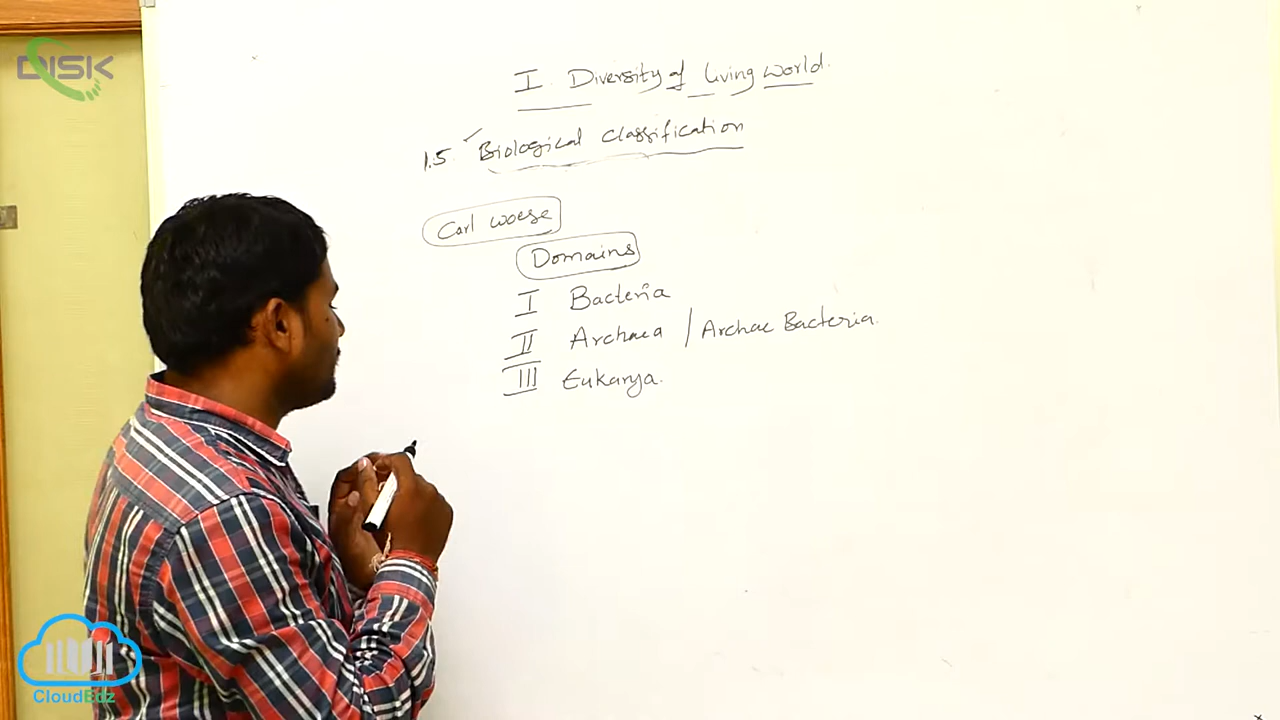 DISK
I. Diversity of living world.
1.5 Biological classification
Carl woese
Domains
I Bacteria
II Archaea / Archae Bacteria.
III Eukarya.
CloudEdz